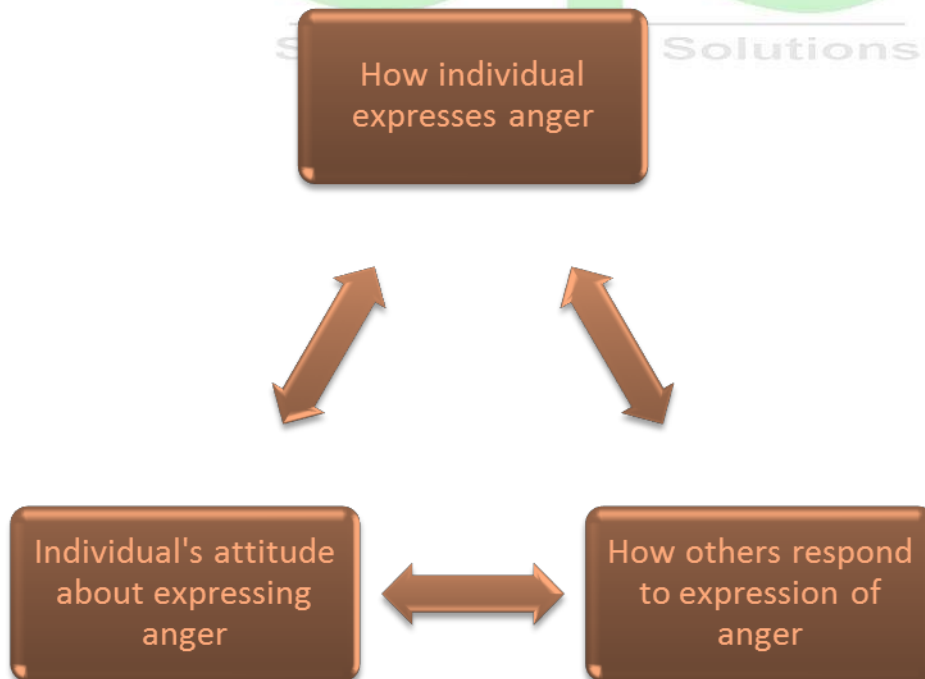 Solutions
How individual
expresses anger
Individual's attitude
about expressing
anger
How others respond
to expression of
anger